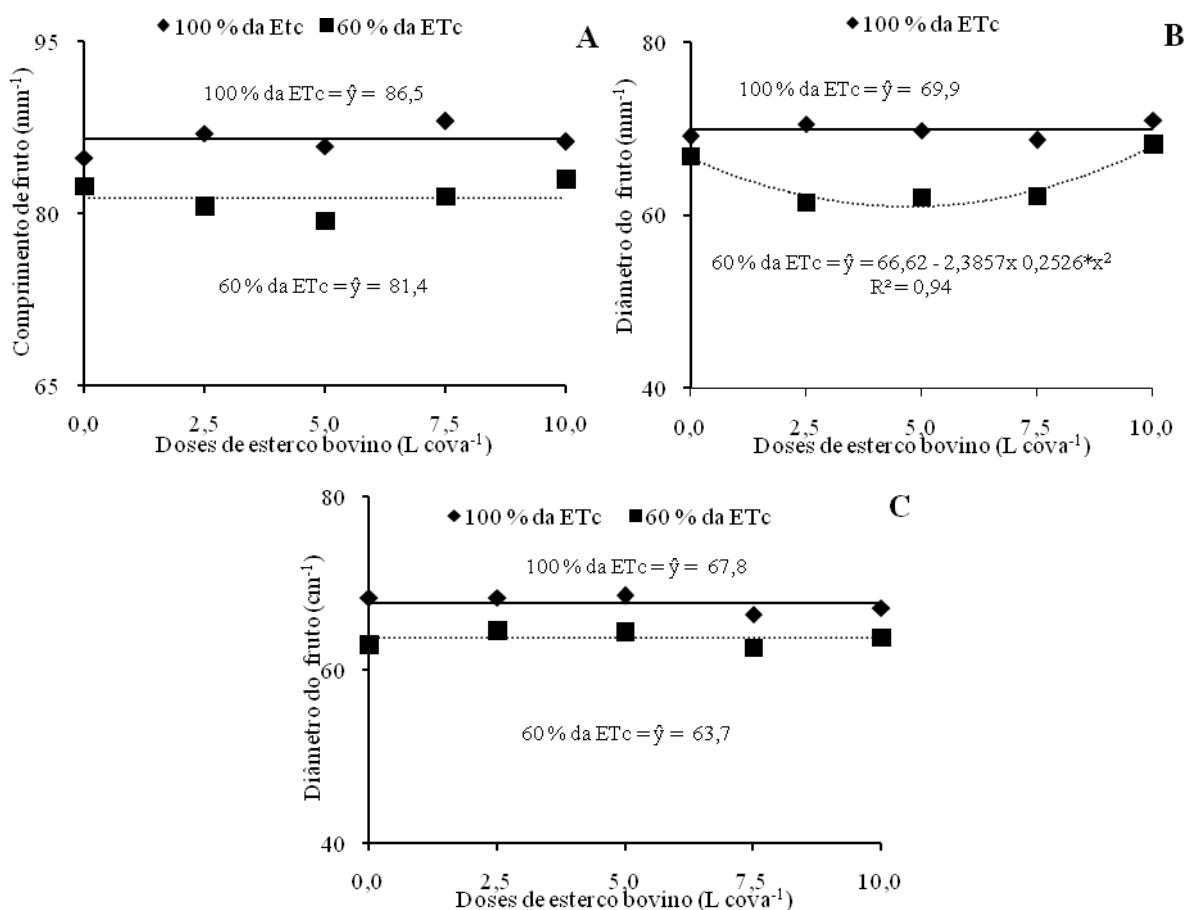 ◆ 100 % da Etc ■ 60 % da ETc
A
95
80
65
100 % da ETc = ŷ = 86,5
60 % da ETc = ŷ = 81,4
Comprimento de fruto (mm⁻¹)
0,0 2,5 5,0 7,5 10,0
Doses de esterco bovino (L cova⁻¹)
◆ 100 % da ETc
B
80
60
40
100 % da ETc = ŷ = 69,9
60 % da ETc = ŷ = 66,62 - 2,3857x 0,2526*x²
R² = 0,94
Diâmetro do fruto (mm⁻¹)
0,0 2,5 5,0 7,5 10,0
Doses de esterco bovino (L cova⁻¹)
◆ 100 % da ETc ■ 60 % da ETc
C
80
60
40
100 % da ETc = ŷ = 67,8
60 % da ETc = ŷ = 63,7
Diâmetro do fruto (cm⁻¹)
0,0 2,5 5,0 7,5 10,0
Doses de esterco bovino (L cova⁻¹)